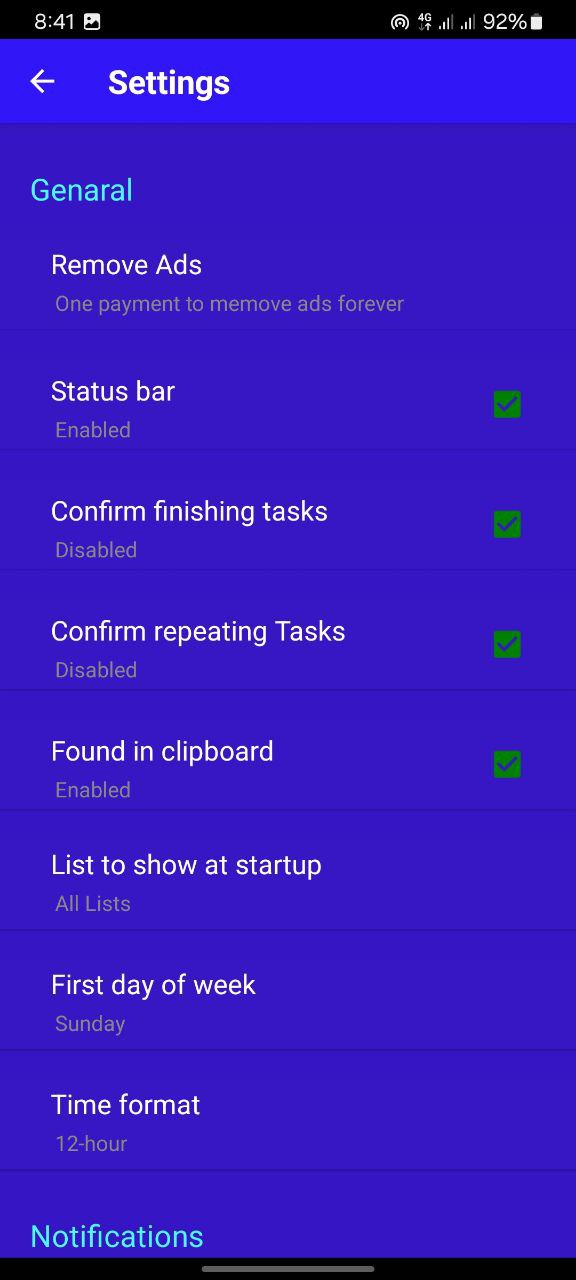 8:41 4G 92%
Settings
Genaral
Remove Ads
One payment to memove ads forever
Status bar
Enabled
Confirm finishing tasks
Disabled
Confirm repeating Tasks
Disabled
Found in clipboard
Enabled
List to show at startup
All Lists
First day of week
Sunday
Time format
12-hour
Notifications